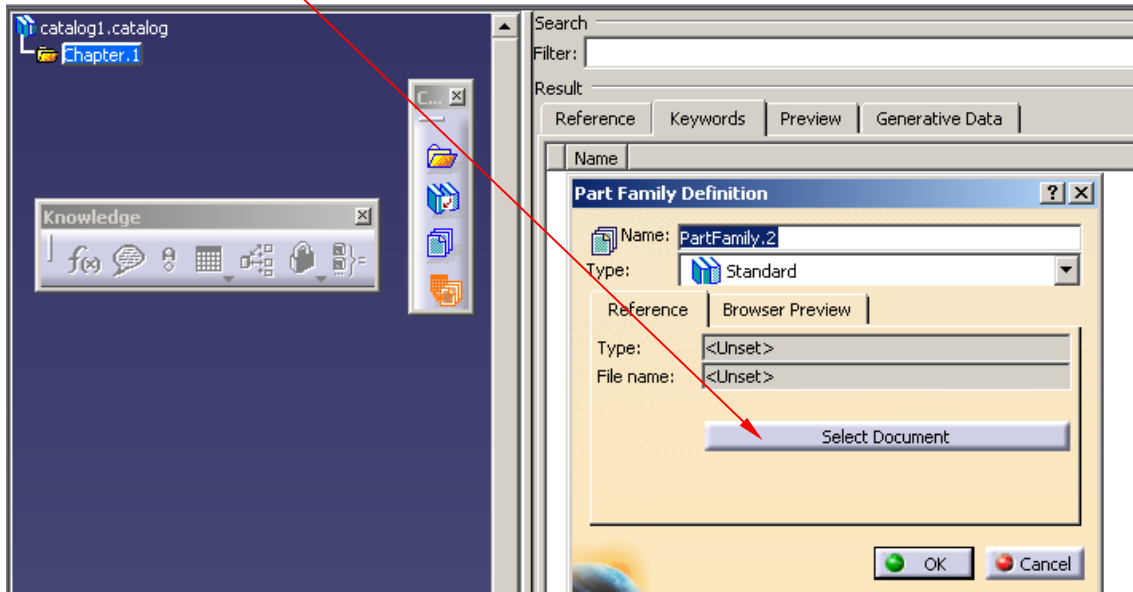 catalog1.catalog
Chapter.1
C...
Knowledge
f(x)
Search
Filter:
Result
Reference Keywords Preview Generative Data
Name
Part Family Definition
Name: PartFamily.2
Type: Standard
Reference Browser Preview
Type: <Unset>
File name: <Unset>
Select Document
OK Cancel